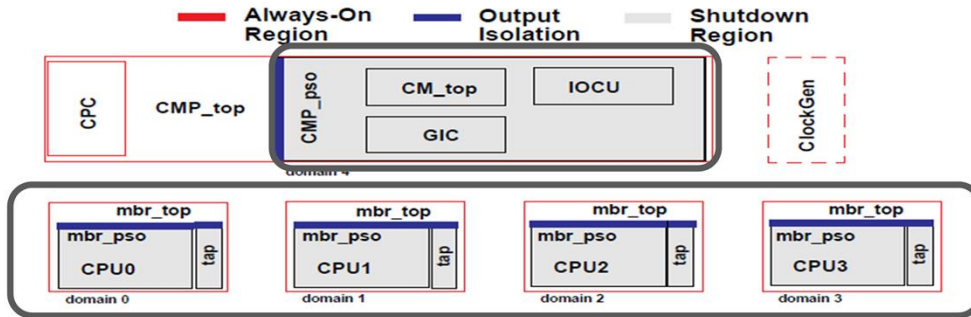 Always-On Region
Output Isolation
Shutdown Region
CPC
CMP_top
CMP_pso
CM_top
GIC
IOCU
ClockGen
domain 4
mbr_top
mbr_pso
CPU0
tap
domain 0
mbr_top
mbr_pso
CPU1
tap
domain 1
mbr_top
mbr_pso
CPU2
tap
domain 2
mbr_top
mbr_pso
CPU3
tap
domain 3